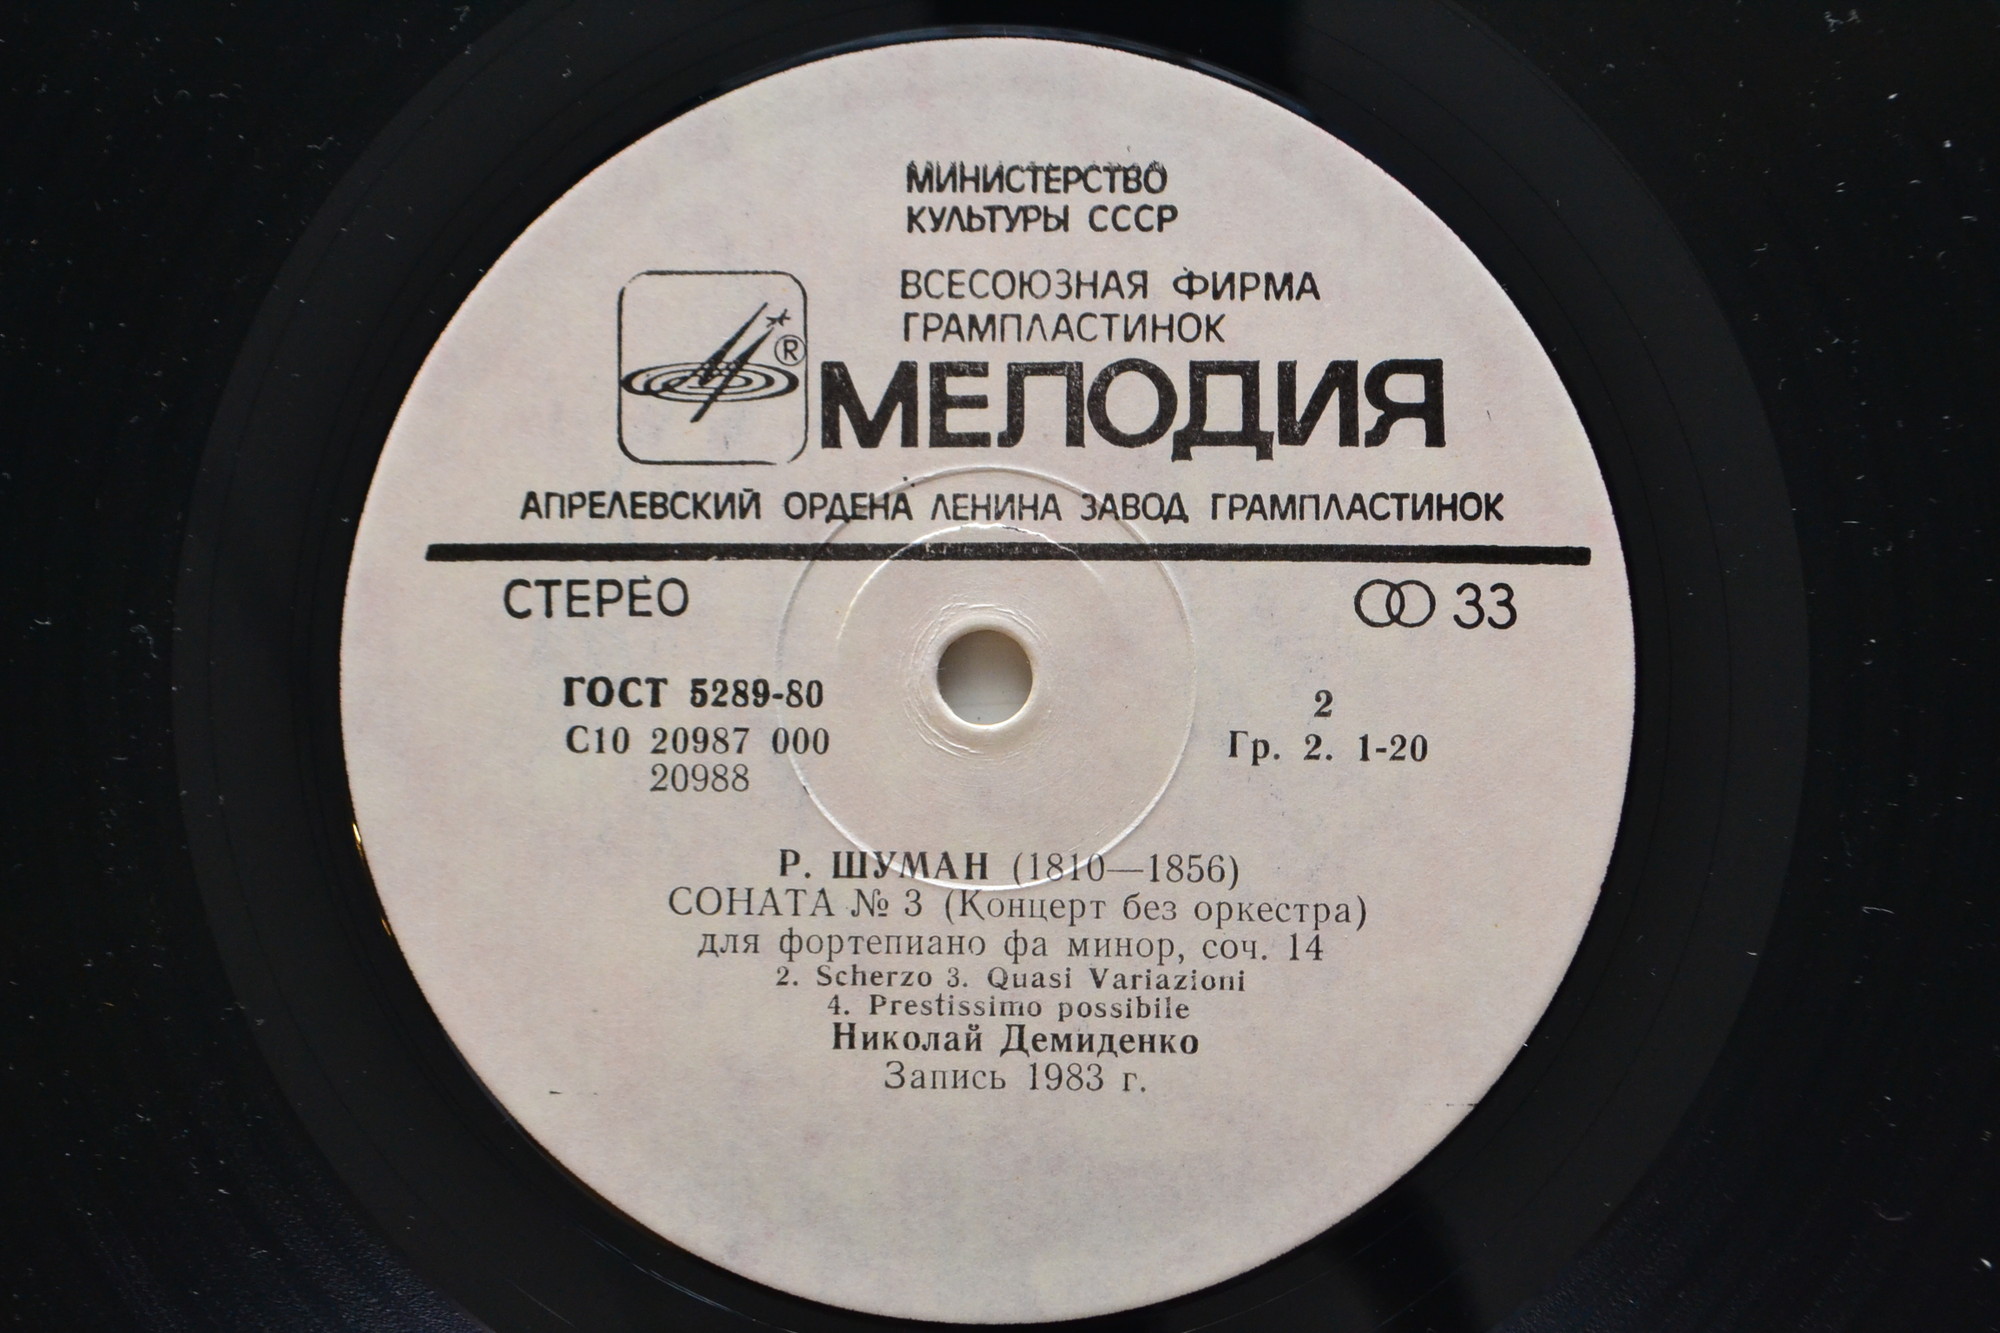 МИНИСТЕРСТВО
КУЛЬТУРЫ СССР
ВСЕСОЮЗНАЯ ФИРМА
ГРАМПЛАСТИНОК
®
МЕЛОДИЯ
АПРЕЛЕВСКИЙ ОРДЕНА ЛЕНИНА ЗАВОД ГРАМПЛАСТИНОК
СТЕРЕО
33
ГОСТ 5289-80
С10 20987 000
20988
2
Гр. 2. 1-20
Р. ШУМАН (1810—1856)
СОНАТА № 3 (Концерт без оркестра)
для фортепиано фа минор, соч. 14
2. Scherzo 3. Quasi Variazioni
4. Prestissimo possibile
Николай Демиденко
Запись 1983 г.